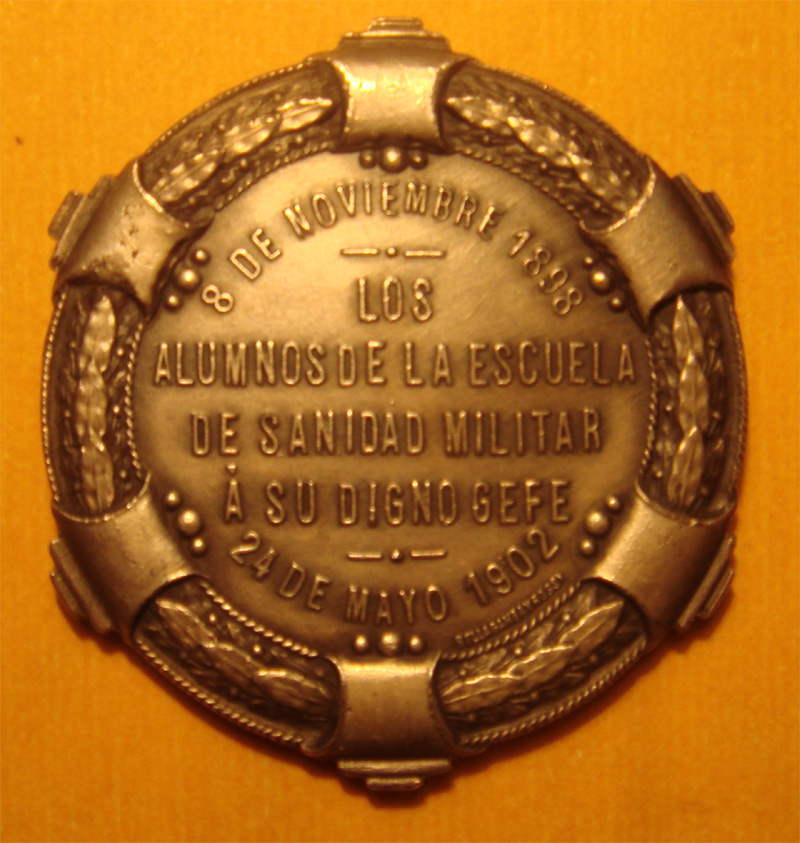 8 DE NOVIEMBRE 1898
LOS
ALUMNOS DE LA ESCUELA
DE SANIDAD MILITAR
À SU DIGNO GEFE
24 DE MAYO 1902